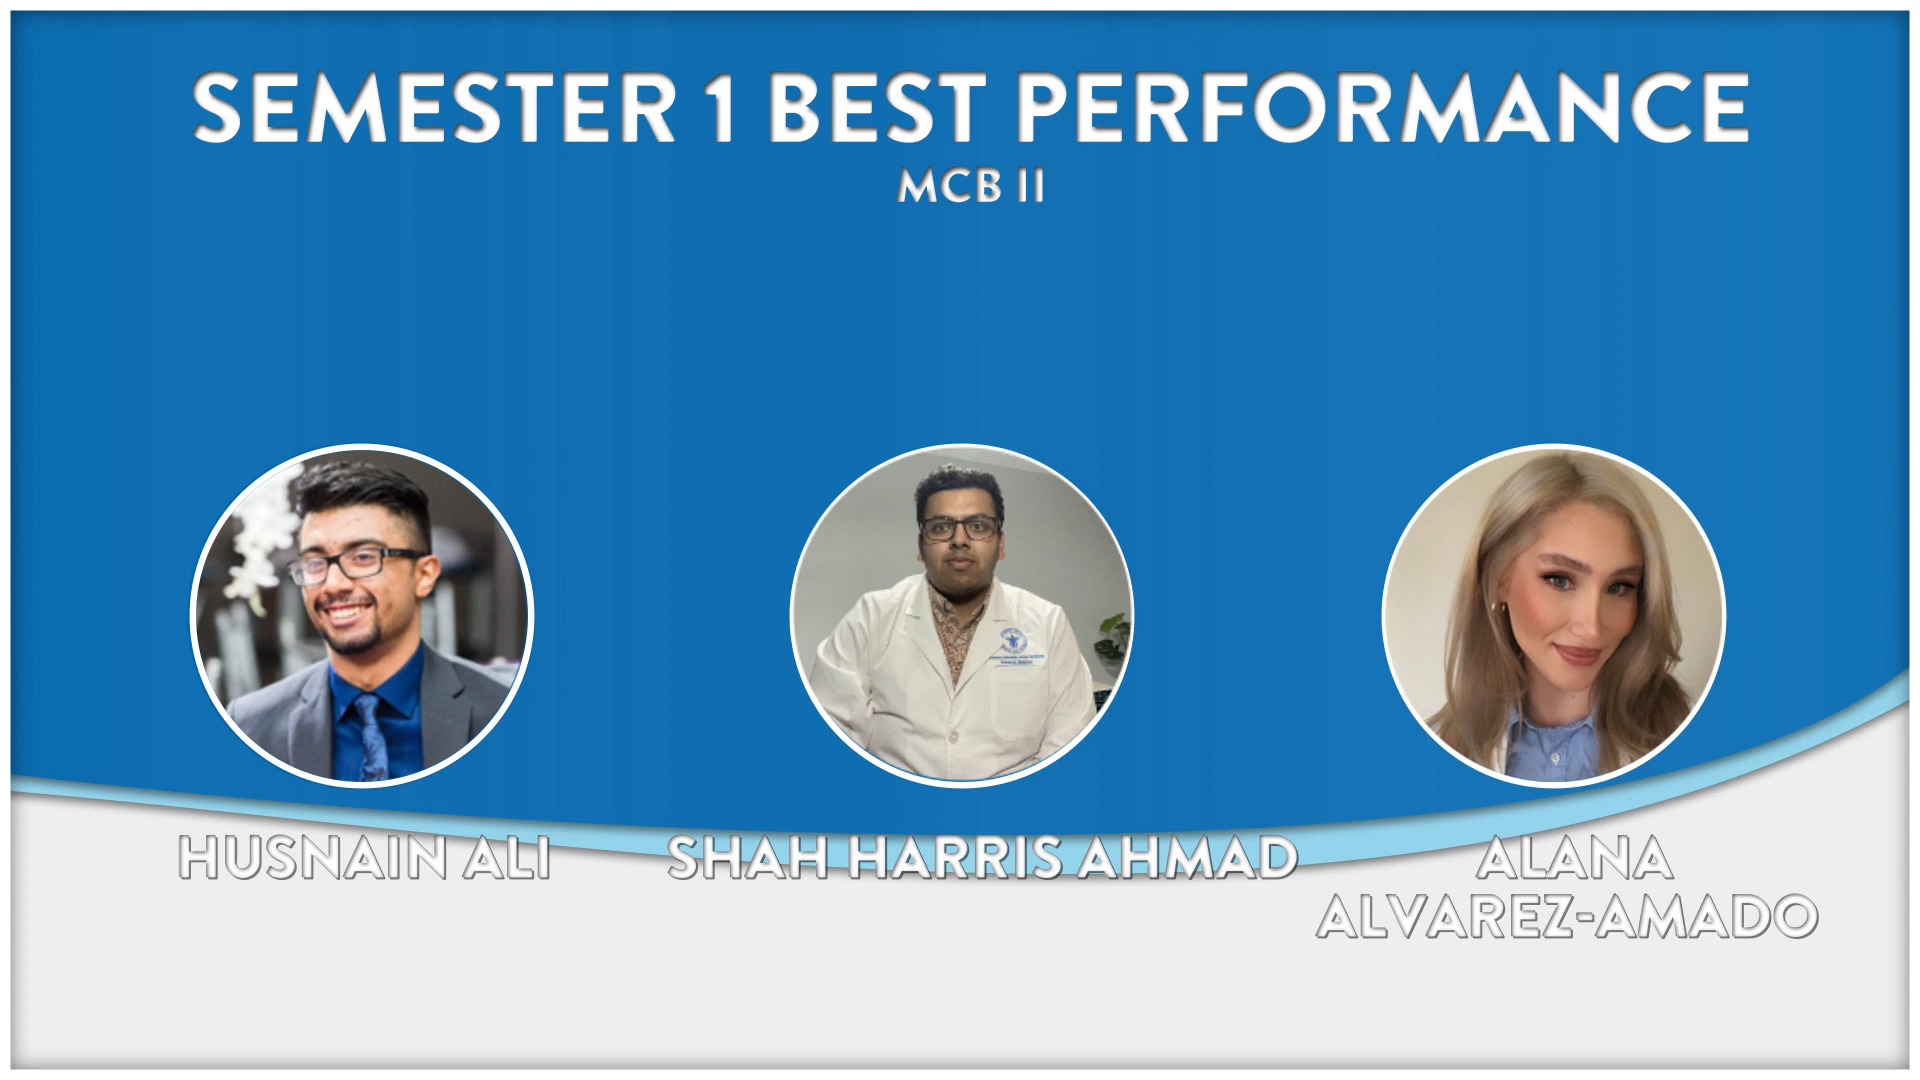 SEMESTER 1 BEST PERFORMANCE
MCB II
HUSNAIN ALI
SHAH HARRIS AHMAD
ALANA
ALVAREZ-AMADO